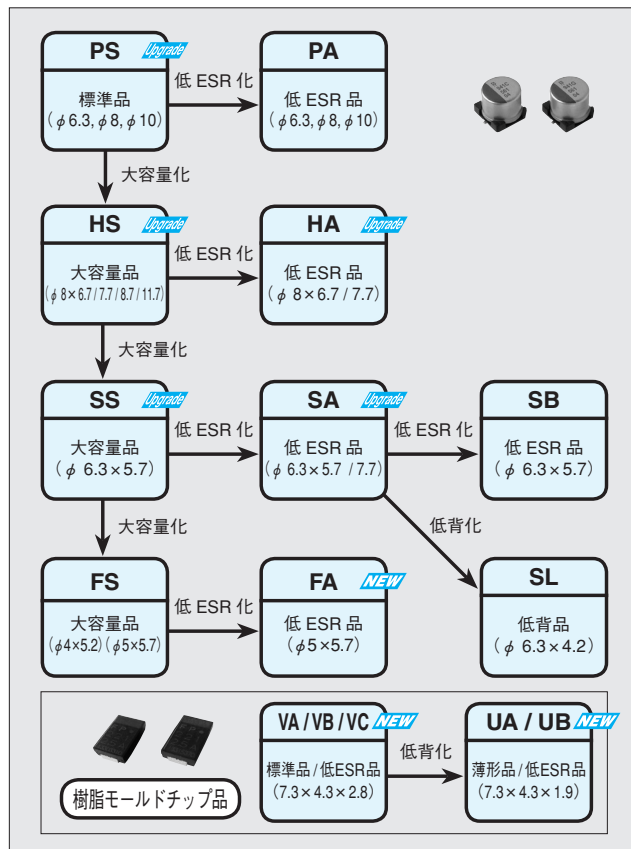 PS Upgrade
標準品
(φ6.3, φ8, φ10)
低 ESR 化
PA
低 ESR 品
(φ6.3, φ8, φ10)
大容量化
HS Upgrade
大容量品
(φ 8×6.7 / 7.7 / 8.7 / 11.7)
低 ESR 化
HA Upgrade
低 ESR 品
(φ 8×6.7 / 7.7)
大容量化
SS Upgrade
大容量品
(φ 6.3×5.7)
低 ESR 化
SA Upgrade
低 ESR 品
(φ 6.3×5.7 / 7.7)
低 ESR 化
SB
低 ESR 品
(φ 6.3×5.7)
大容量化
低背化
FS
大容量品
(φ4×5.2)(φ5×5.7)
低 ESR 化
FA NEW
低 ESR 品
(φ5×5.7)
SL
低背品
(φ 6.3×4.2)
樹脂モールドチップ品
VA / VB / VC NEW
標準品/低ESR品
(7.3×4.3×2.8)
低背化
UA / UB NEW
薄形品/低ESR品
(7.3×4.3×1.9)